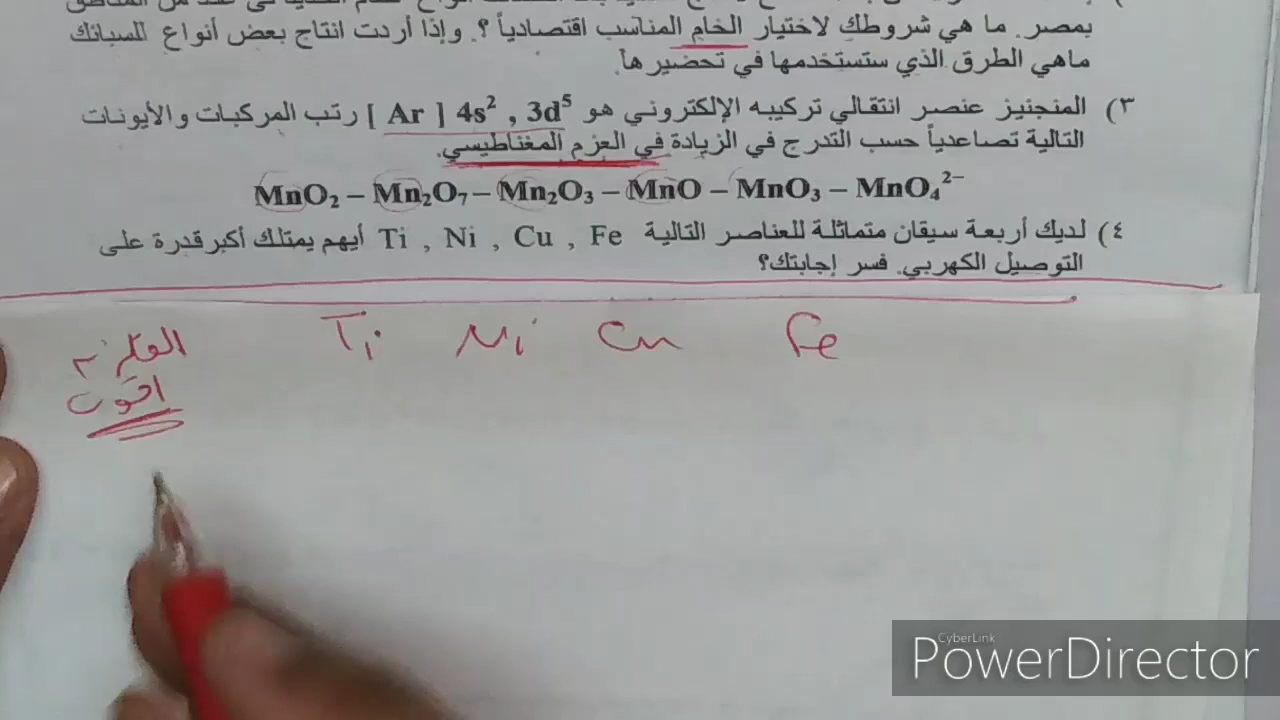 بمصر. ما هي شروطك لاختيار الخام المناسب اقتصادياً ؟. وإذا أردت انتاج بعض أنواع للسبائك
ماهي الطرق الذي ستستخدمها في تحضيرها.
٣) المنجنيز عنصر انتقالي تركيبه الإلكتروني هو [ Ar ] 4s², 3d⁵ رتب المركبات والأيونات
التالية تصاعدياً حسب التدرج في الزيادة في العزم المغناطيسي.
MnO₂ – Mn₂O₇ – Mn₂O₃ – MnO – MnO₃ – MnO₄²⁻
٤) لديك أربعة سيقان متماثلة للعناصر التالية Ti , Ni , Cu , Fe أيهم يمتلك أكبر قدرة على
التوصيل الكهربي. فسر إجابتك؟
Ti Ni Cu Fe
اقوى
CyberLink
PowerDirector